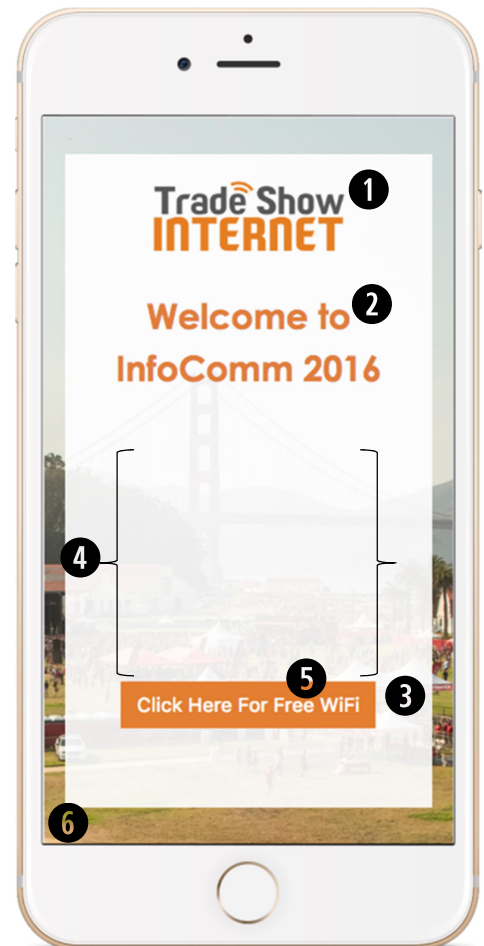 Trade Show
1
INTERNET
Welcome to
2
InfoComm 2016
4
5
Click Here For Free WiFi
3
6